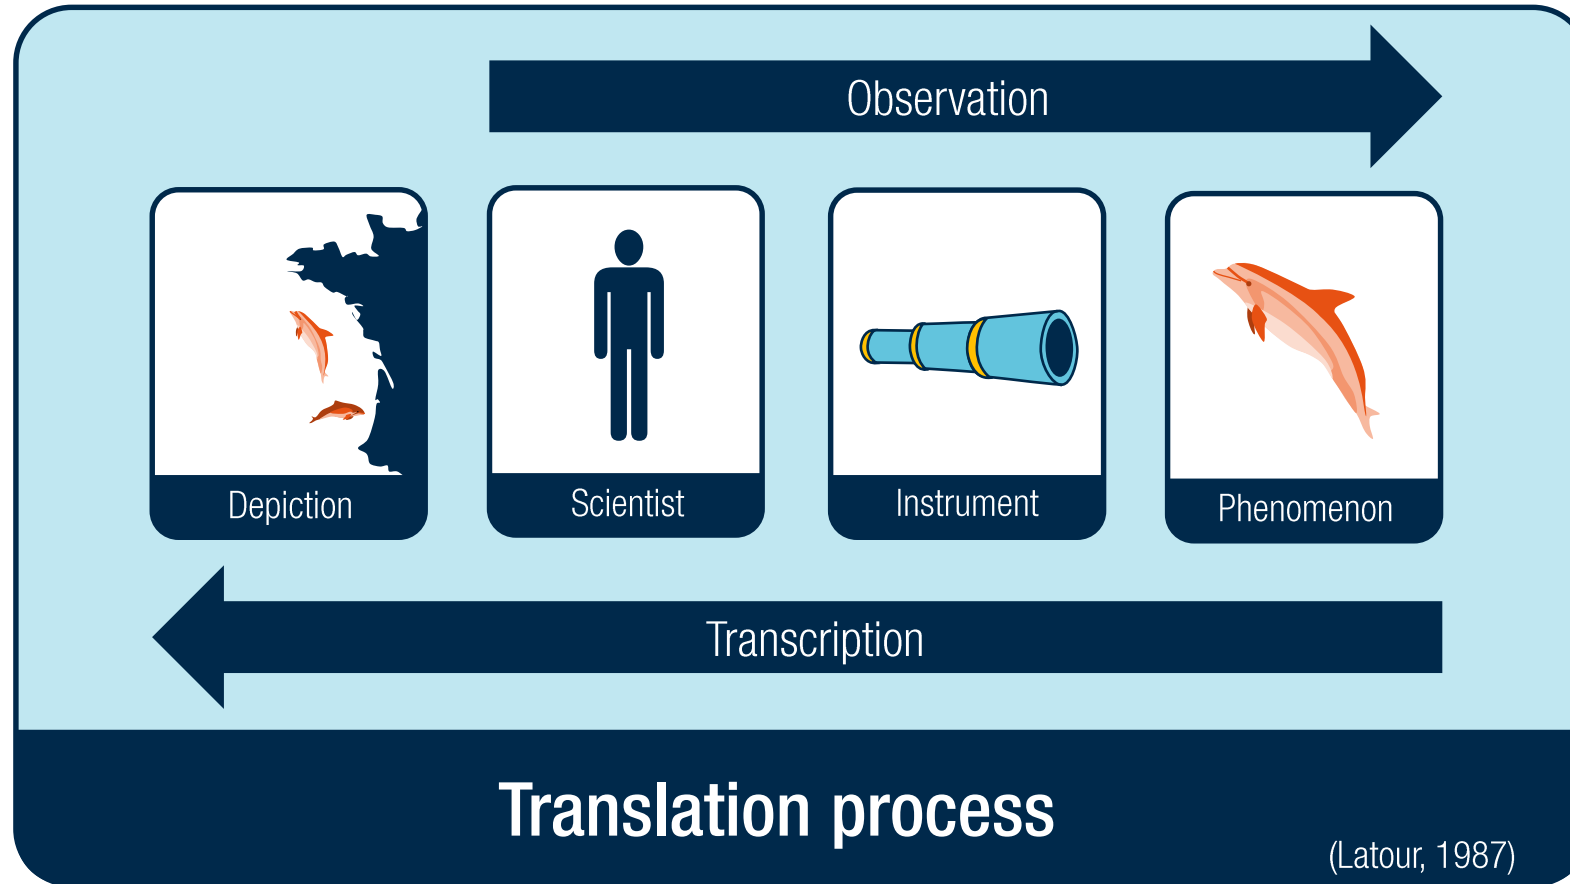 Observation
Depiction
Scientist
Instrument
Phenomenon
Transcription
Translation process
(Latour, 1987)